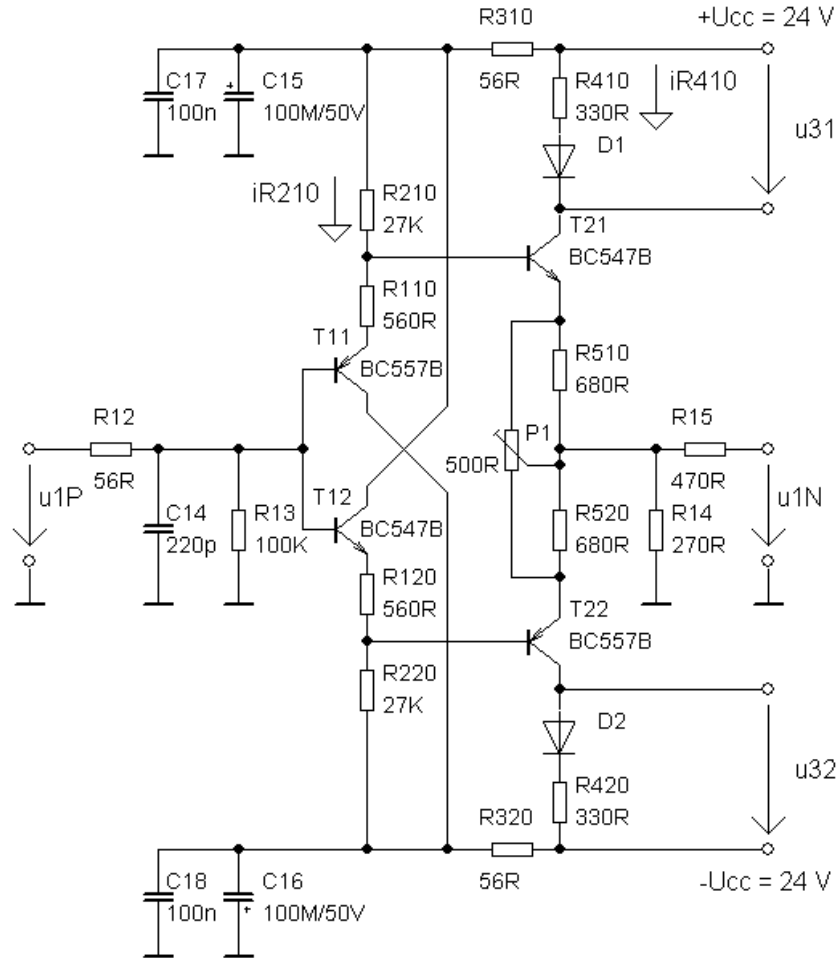 R310
+Ucc = 24 V
56R
C17
100n
+
C15
100M/50V
R410
330R
iR410
D1
u31
iR210
R210
27K
T21
BC547B
R110
560R
T11
BC557B
R510
680R
R12
56R
P1
500R
R15
470R
u1P
C14
220p
R13
100K
T12
BC547B
R520
680R
R14
270R
u1N
R120
560R
T22
BC557B
R220
27K
D2
u32
R420
330R
R320
56R
C18
100n
C16
+
100M/50V
-Ucc = 24 V